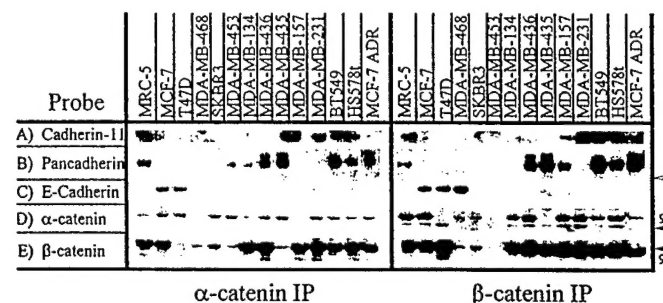 Probe
MRC-5
MCF-7
T47D
MDA-MB-468
SKBR3
MDA-MB-453
MDA-MB-134
MDA-MB-436
MDA-MB-435
MDA-MB-157
MDA-MB-231
BT549
HS578t
MCF-7 ADR
MRC-5
MCF-7
T47D
MDA-MB-468
SKBR3
MDA-MB-453
MDA-MB-134
MDA-MB-436
MDA-MB-435
MDA-MB-157
MDA-MB-231
BT549
HS578t
MCF-7 ADR
A) Cadherin-11
B) Pancadherin
C) E-Cadherin
D) α-catenin
E) β-catenin
α-catenin IP
β-catenin IP